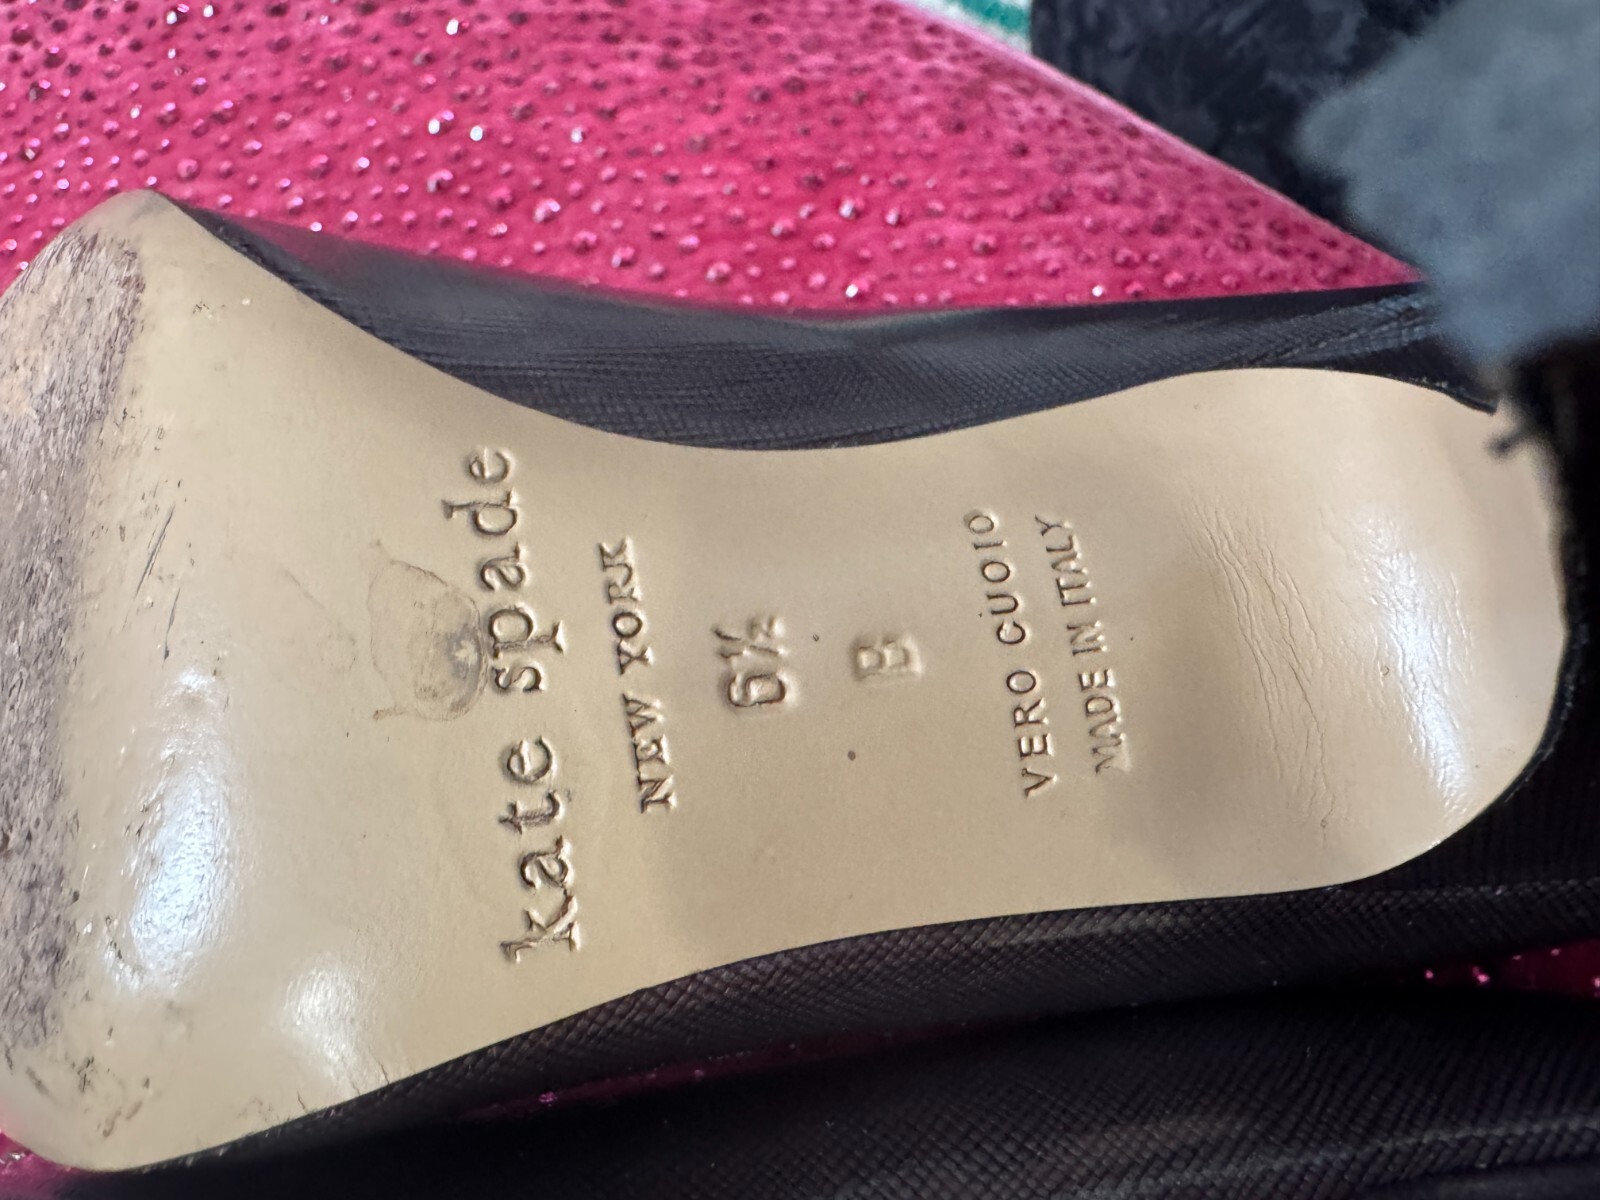 kate spade
NEW YORK
6½
B
VERO CUOIO
MADE IN ITALY